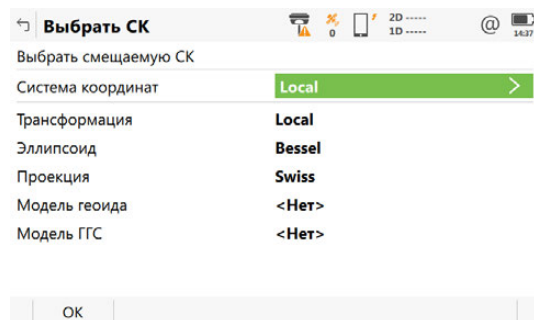 Выбрать СК
0
2D -----
1D -----
@
14:37
Выбрать смещаемую СК
Система координат Local
Трансформация Local
Эллипсоид Bessel
Проекция Swiss
Модель геоида <Нет>
Модель ГГС <Нет>
OK